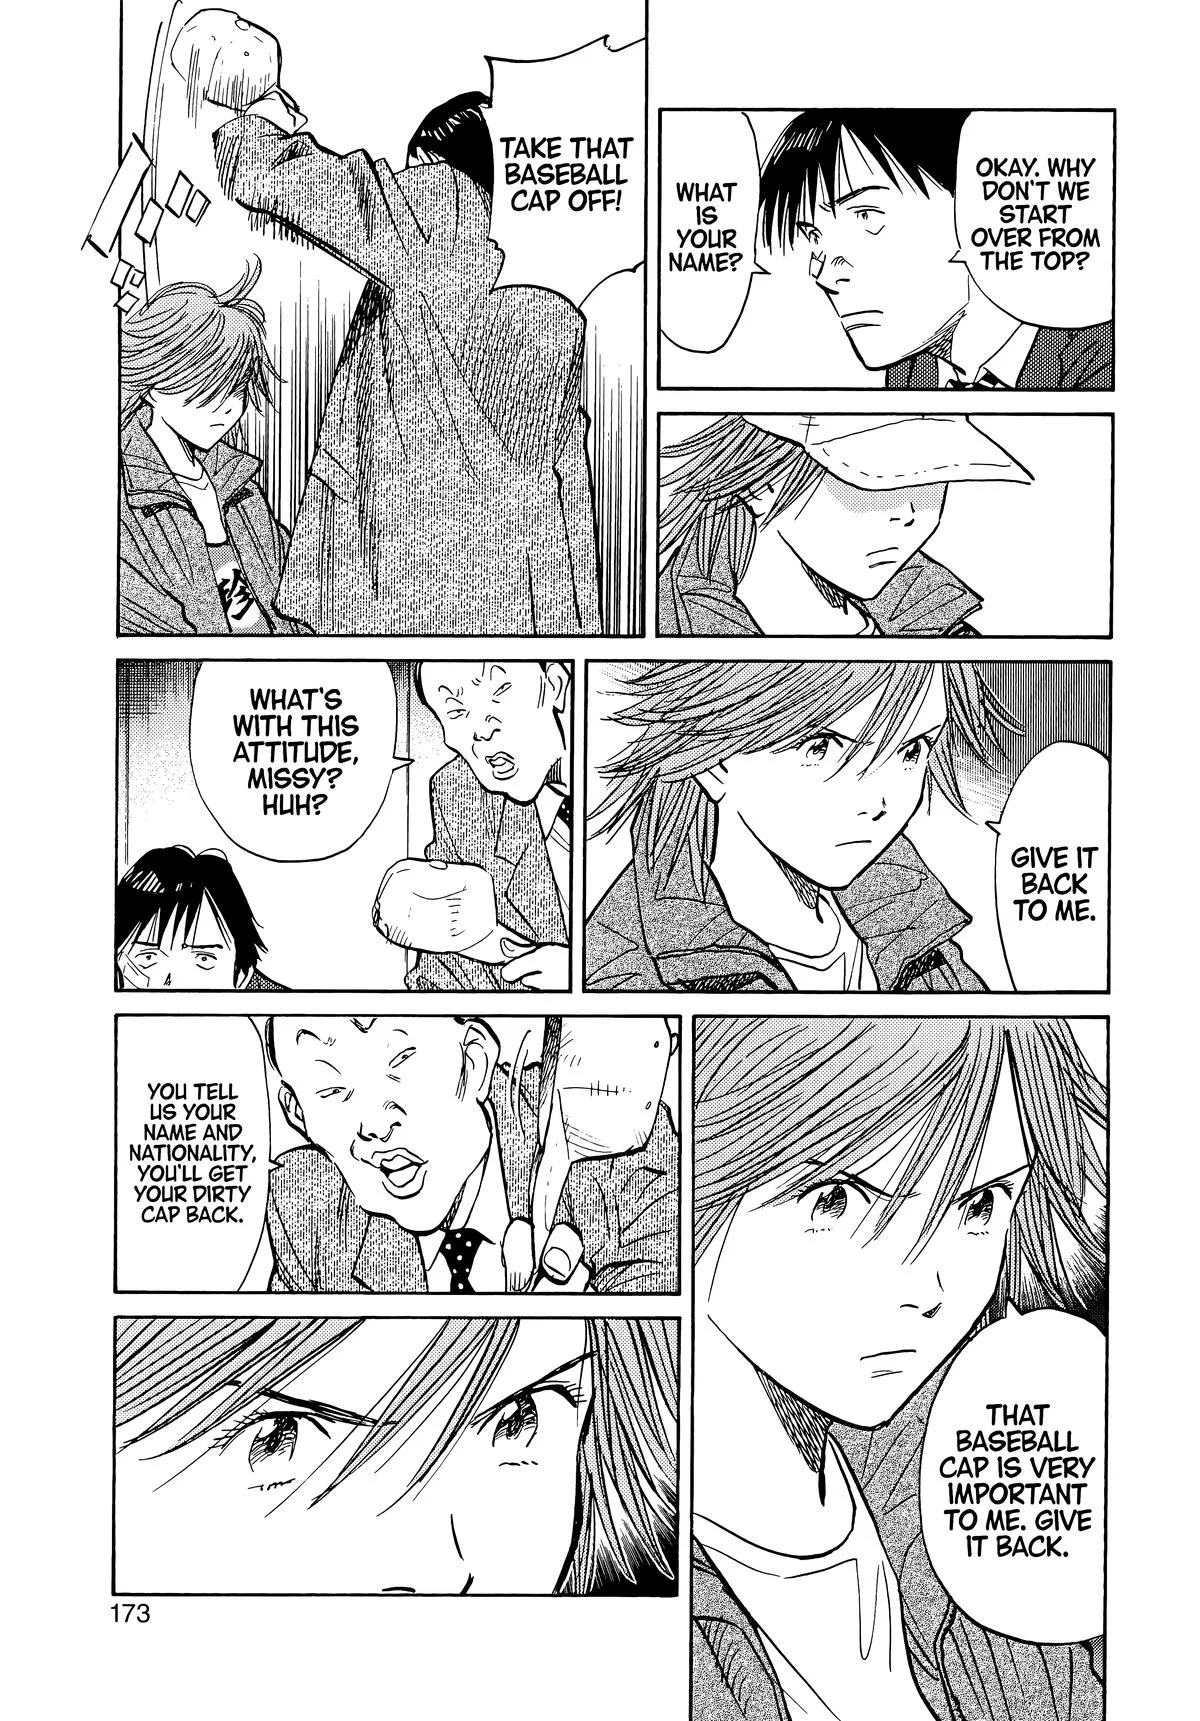 OKAY. WHY
DON'T WE
START
OVER FROM
THE TOP?
WHAT
IS
YOUR
NAME?
TAKE THAT
BASEBALL
CAP OFF!
珍
GIVE IT
BACK
TO ME.
WHAT'S
WITH THIS
ATTITUDE,
MISSY?
HUH?
THAT
BASEBALL
CAP IS VERY
IMPORTANT
TO ME. GIVE
IT BACK.
YOU TELL
US YOUR
NAME AND
NATIONALITY,
YOU'LL GET
YOUR DIRTY
CAP BACK.
173